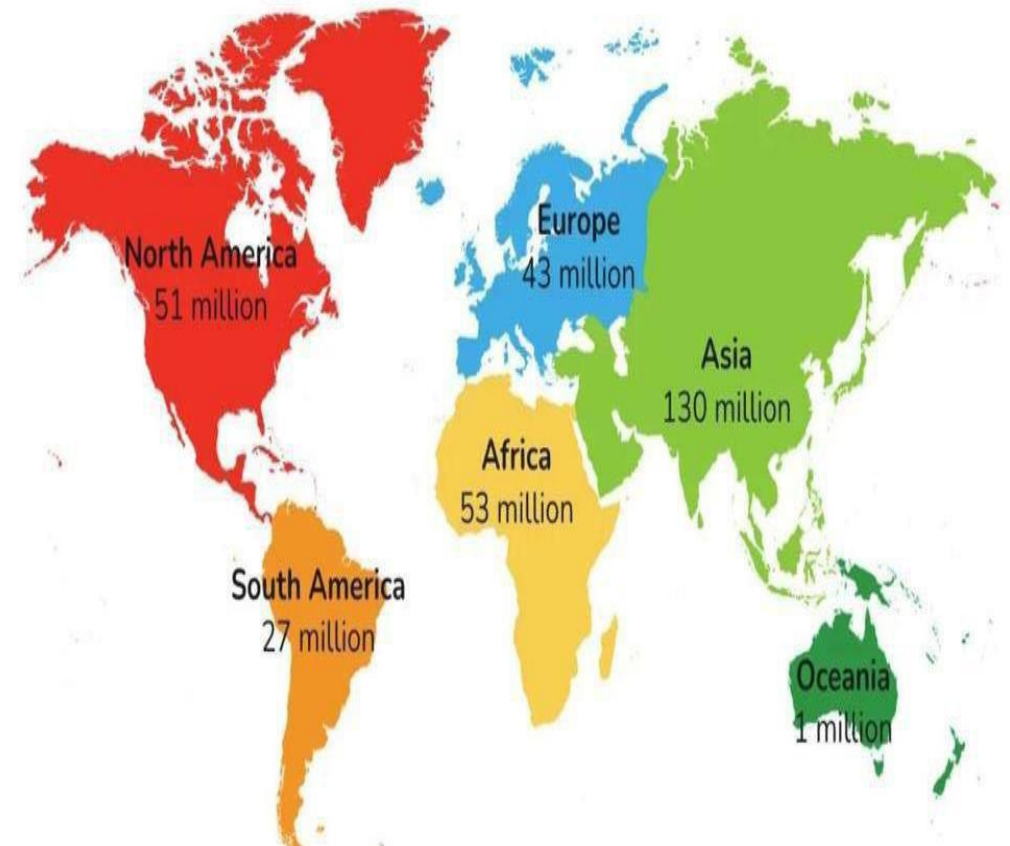 North America
51 million
Europe
43 million
Asia
130 million
Africa
53 million
South America
27 million
Oceania
1 million